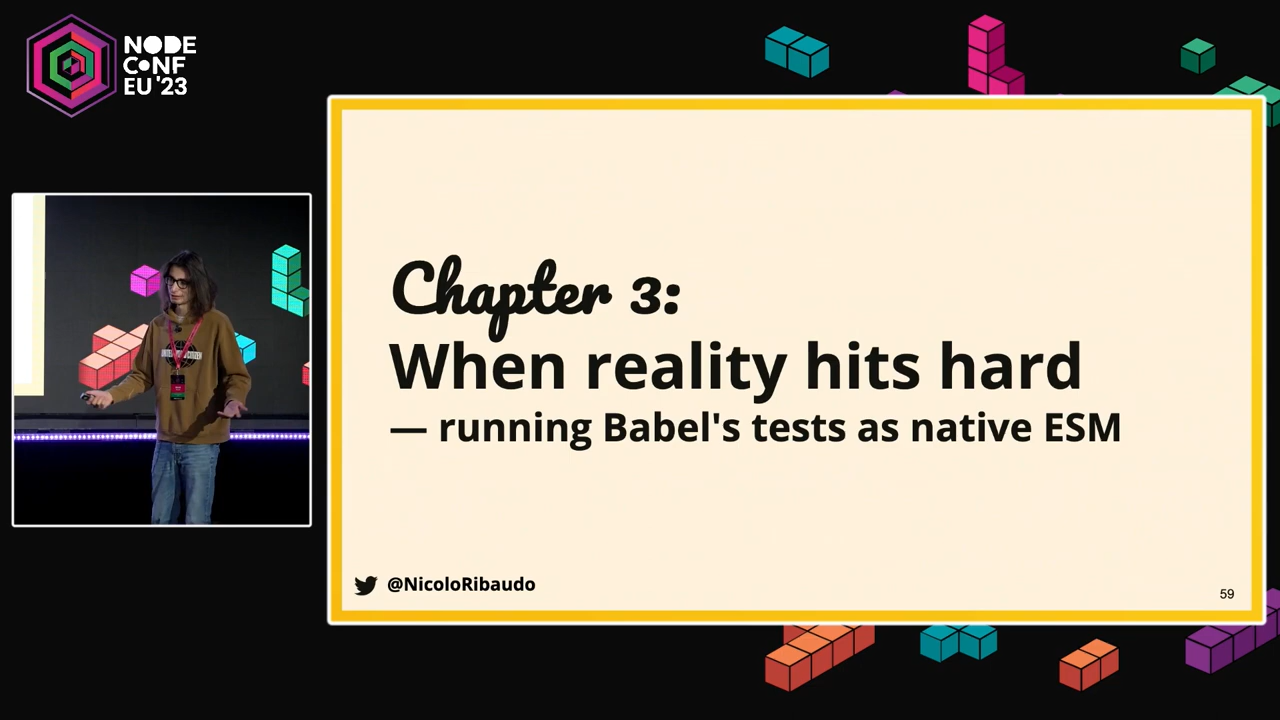 NODE
CONF
EU '23
Chapter 3:
When reality hits hard
— running Babel's tests as native ESM
@NicoloRibaudo
59